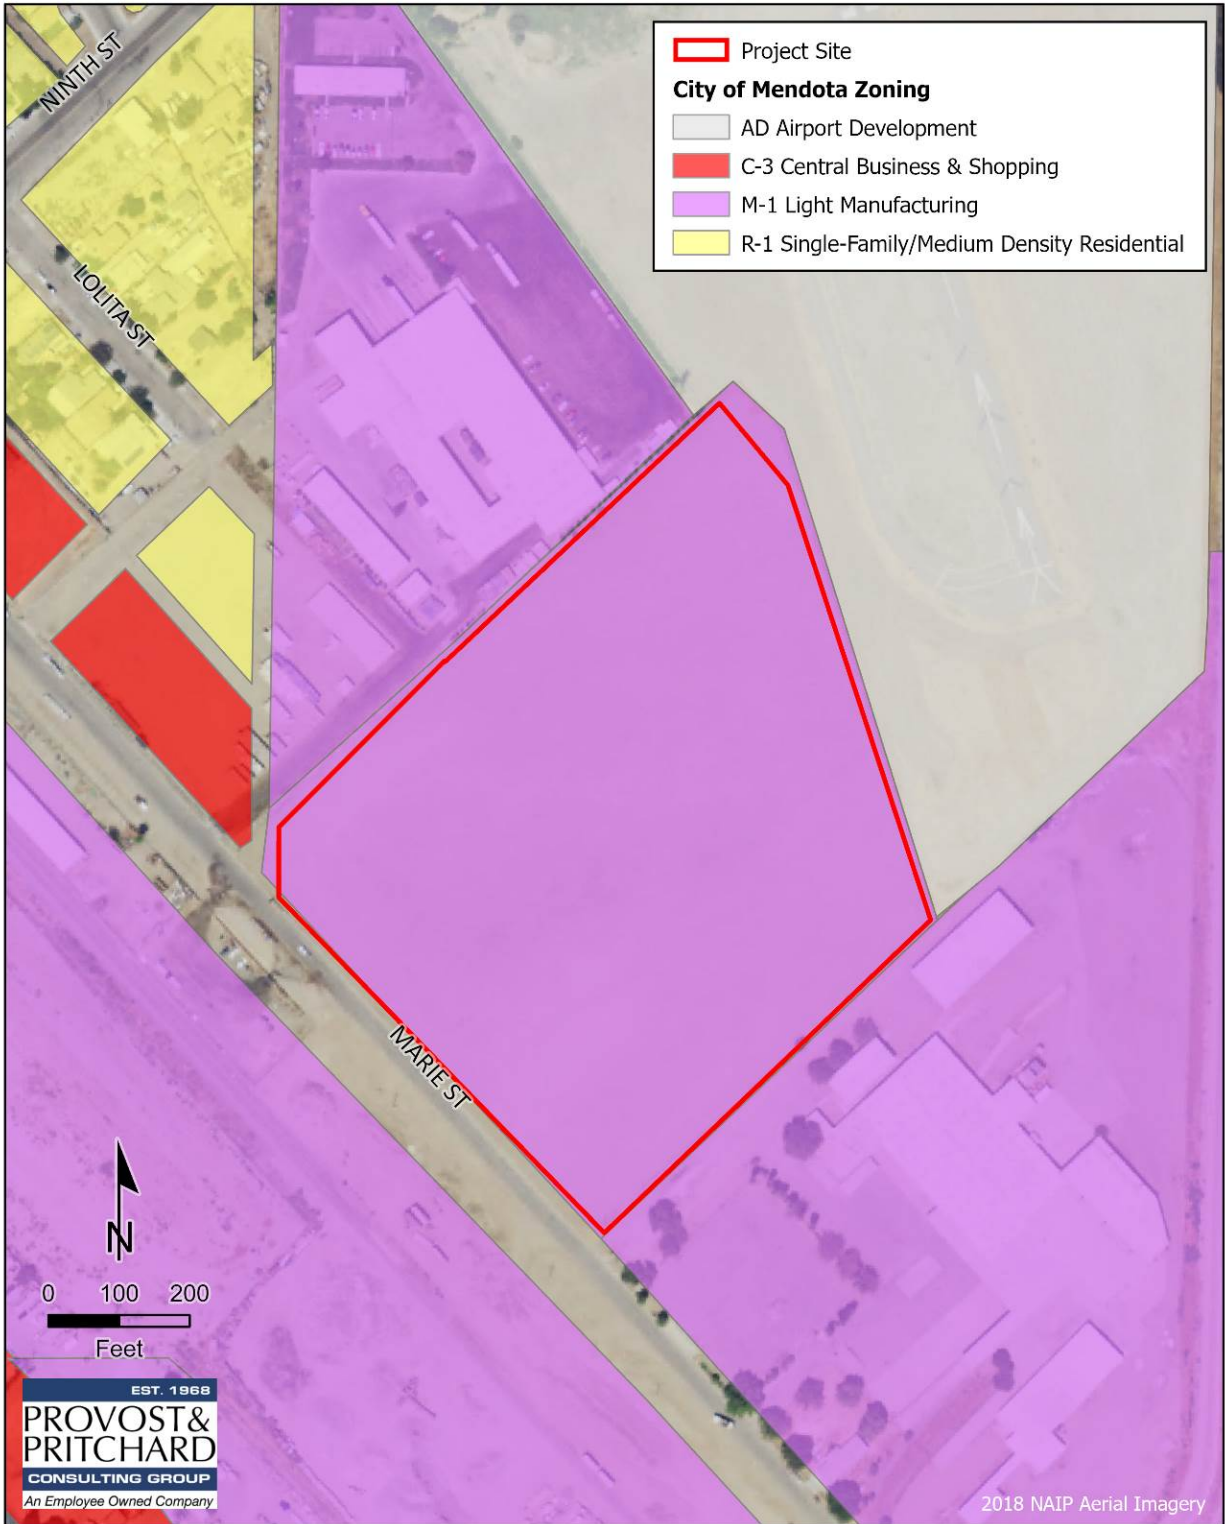 NINTH ST
Project Site
City of Mendota Zoning
AD Airport Development
C-3 Central Business & Shopping
M-1 Light Manufacturing
R-1 Single-Family/Medium Density Residential
LOLITA ST
MARIE ST
N
0 100 200
Feet
EST. 1968
PROVOST&
PRITCHARD
CONSULTING GROUP
An Employee Owned Company
2018 NAIP Aerial Imagery